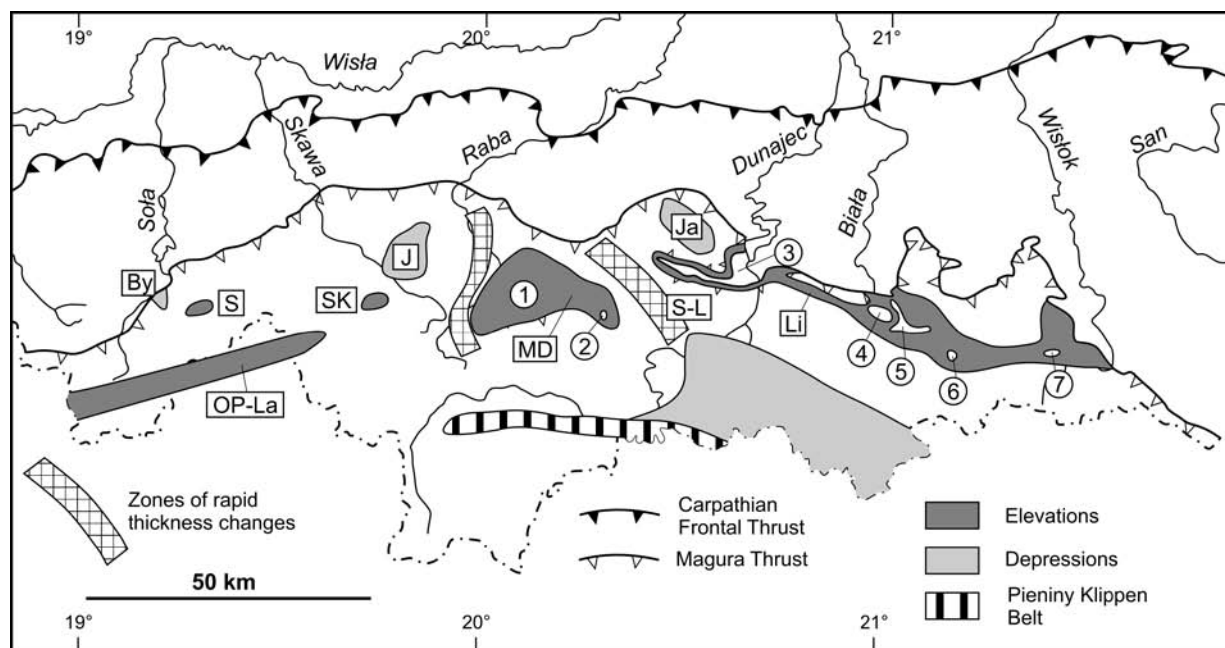 19°
20°
21°
Wisła
Skawa
Raba
Dunajec
Biała
Wisłok
San
Soła
Ja
J
3
By
S
SK
1
S-L
Li
MD
2
4
5
6
7
OP-La
Zones of rapid
thickness changes
Carpathian
Frontal Thrust
Magura Thrust
Elevations
Depressions
Pieniny Klippen
Belt
50 km
19°
20°
21°